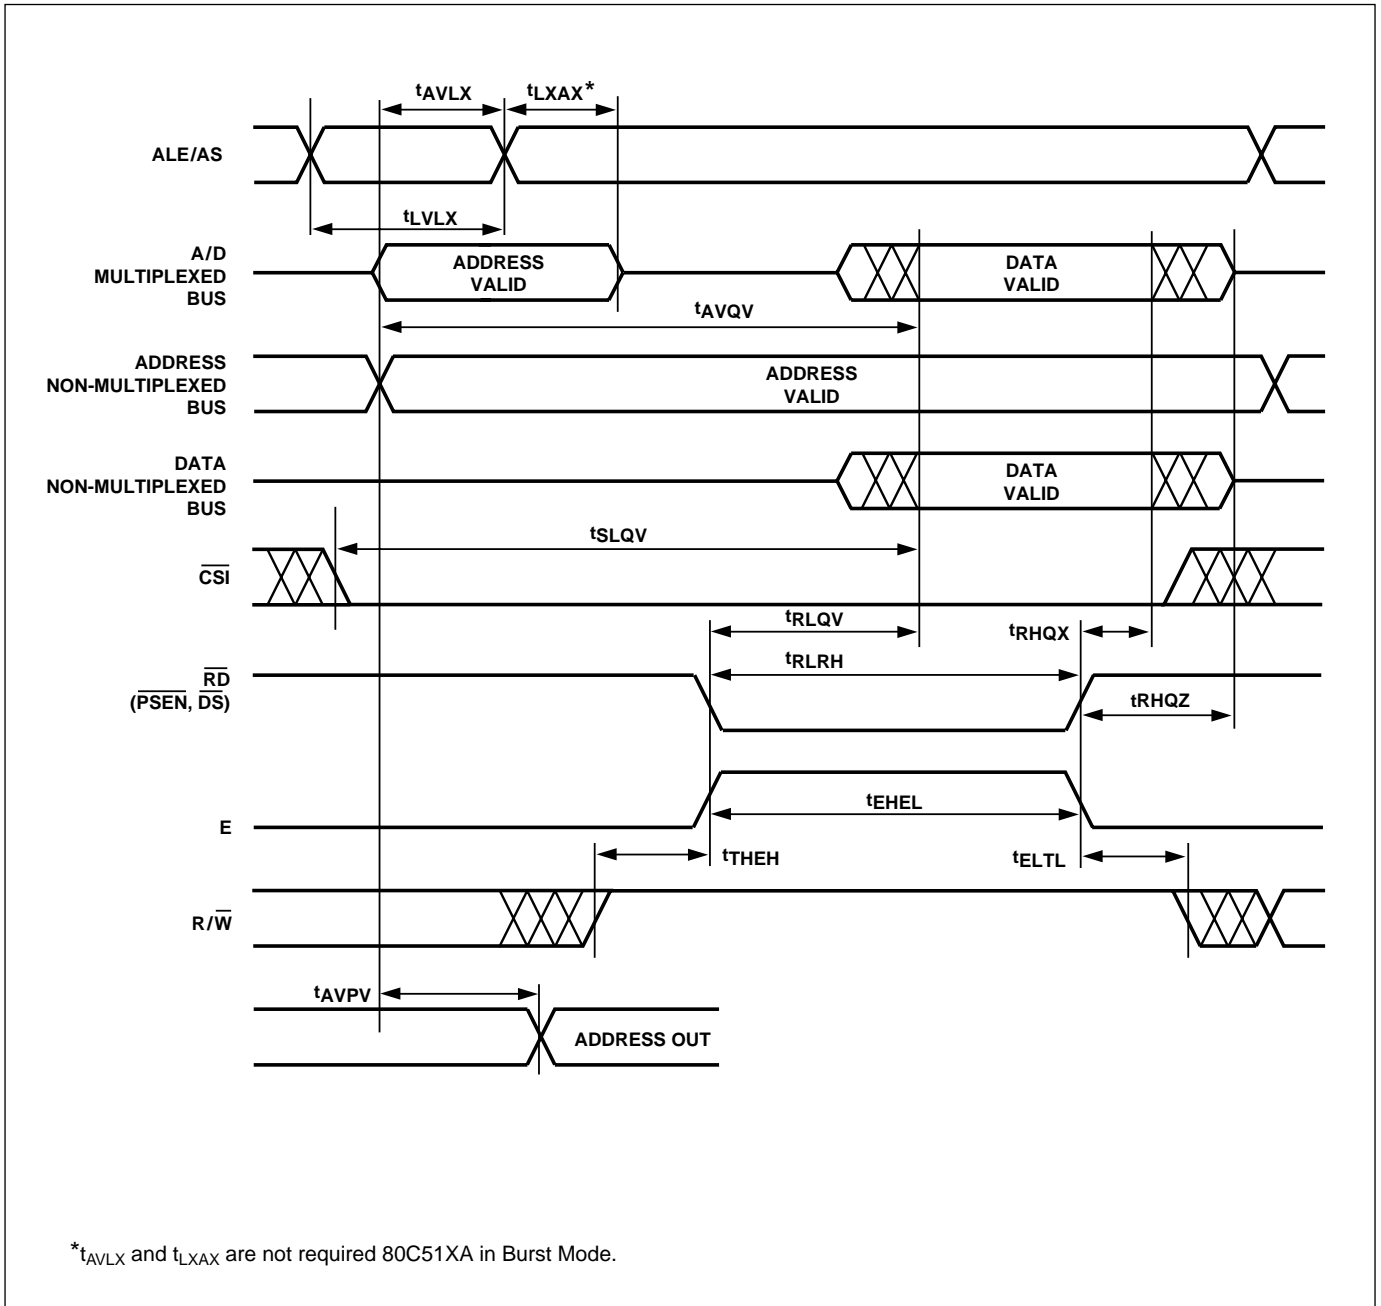 tAVLX tLXAX*
ALE/AS
tLVLX
A/D
MULTIPLEXED
BUS
ADDRESS
VALID
DATA
VALID
tAVQV
ADDRESS
NON-MULTIPLEXED
BUS
ADDRESS
VALID
DATA
NON-MULTIPLEXED
BUS
DATA
VALID
tSLQV
CSI
tRLQV
tRHQX
tRLRH
RD
(PSEN, DS)
tRHQZ
tEHEL
E
tTHEH
tELTL
R/W
tAVPV
ADDRESS OUT
*tAVLX and tLXAX are not required 80C51XA in Burst Mode.